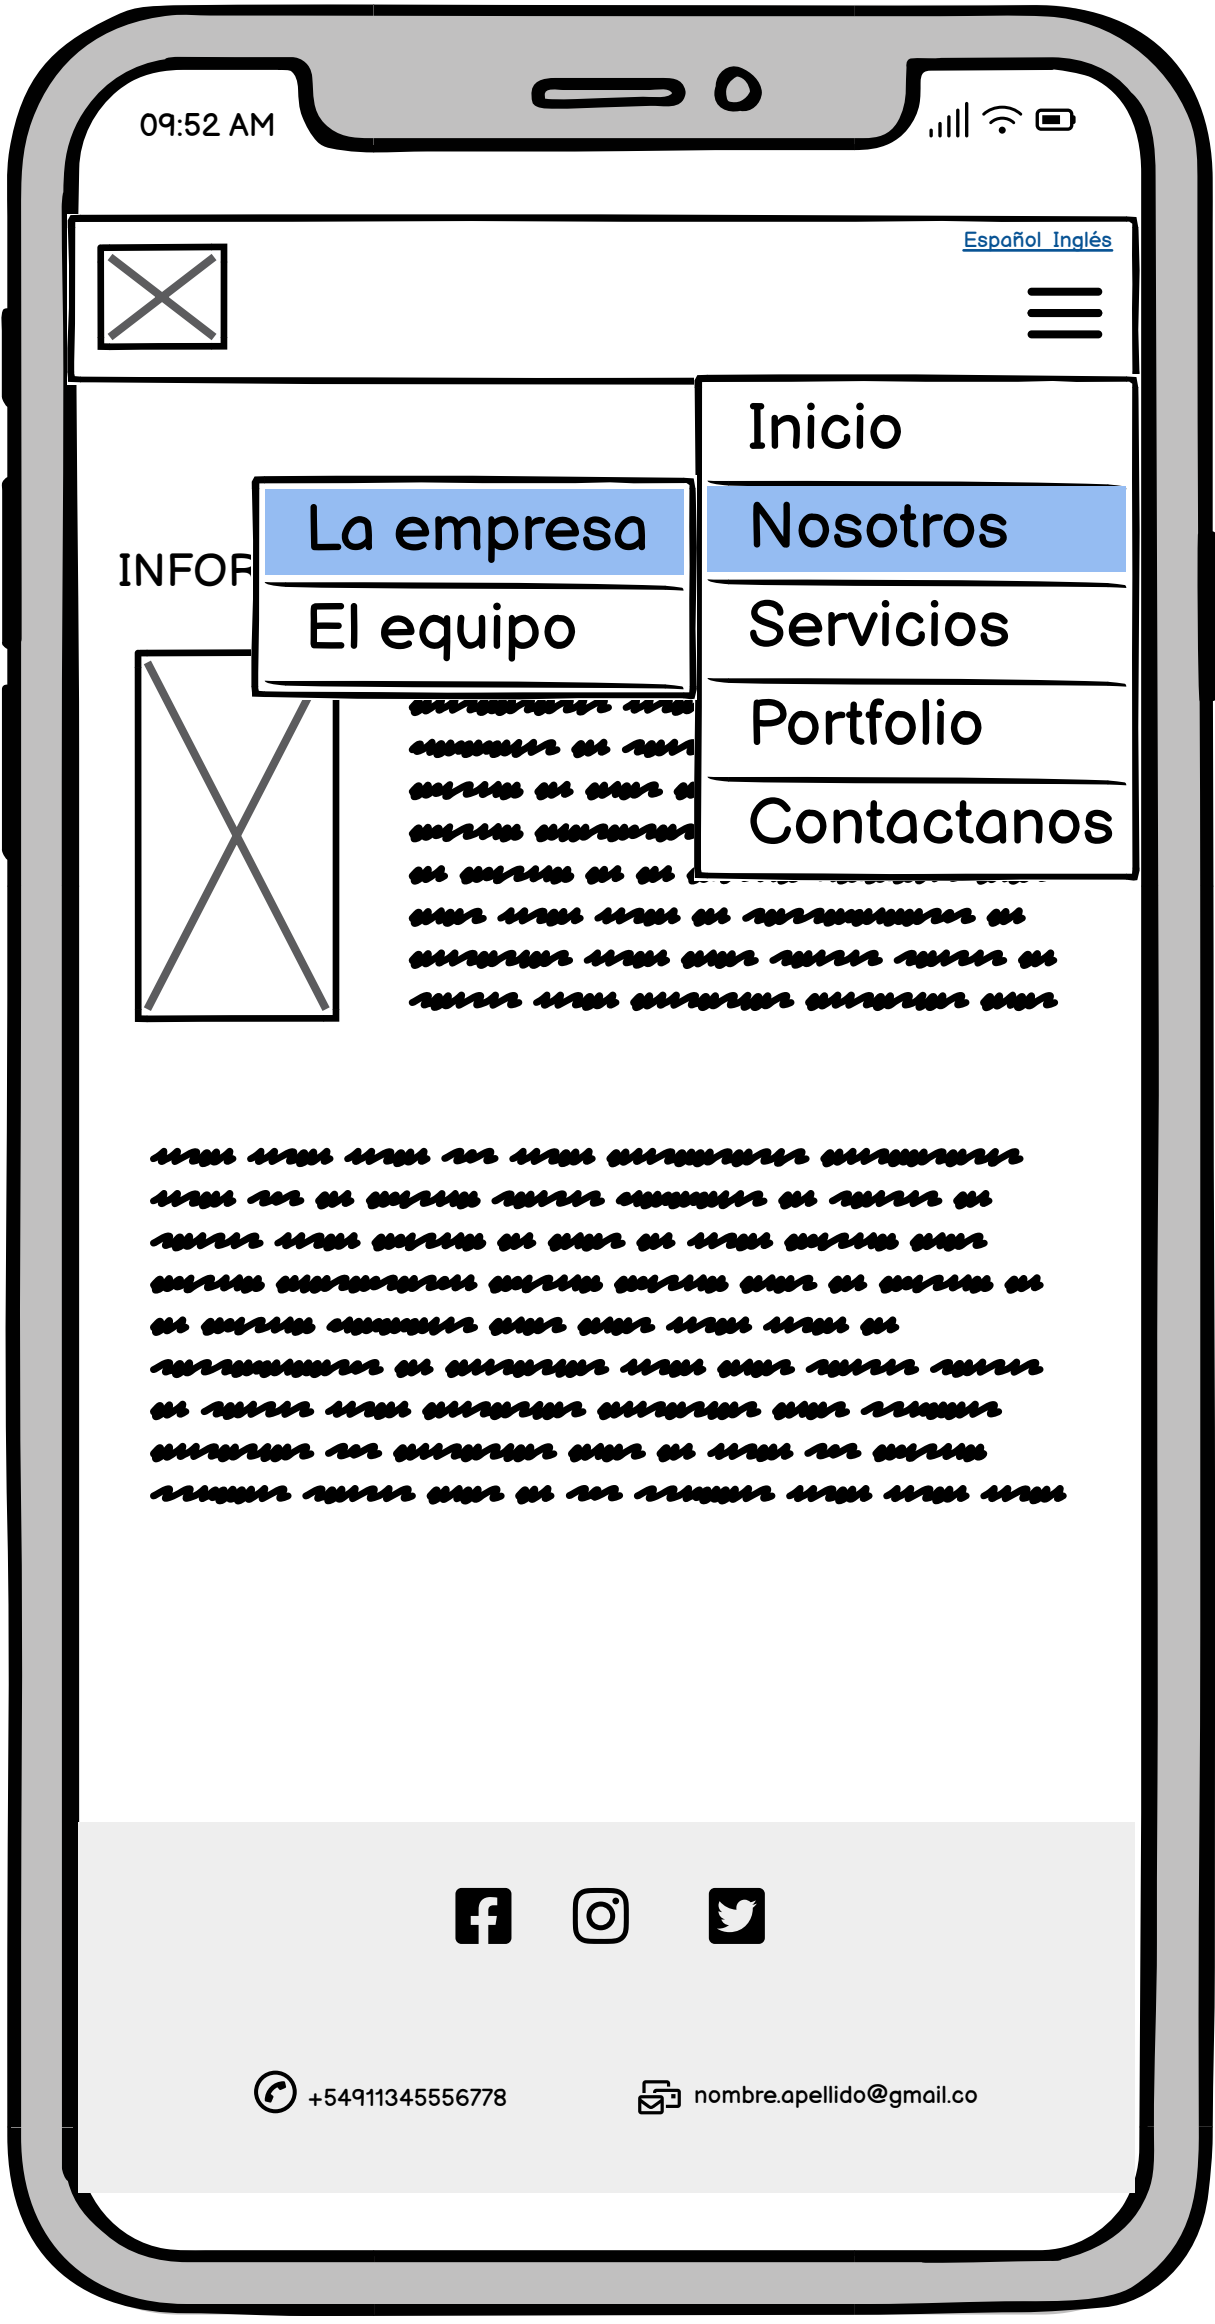 09:52 AM
Español Inglés
Inicio
Nosotros
Servicios
Portfolio
Contactanos
La empresa
El equipo
+54911345556778
nombre.apellido@gmail.co